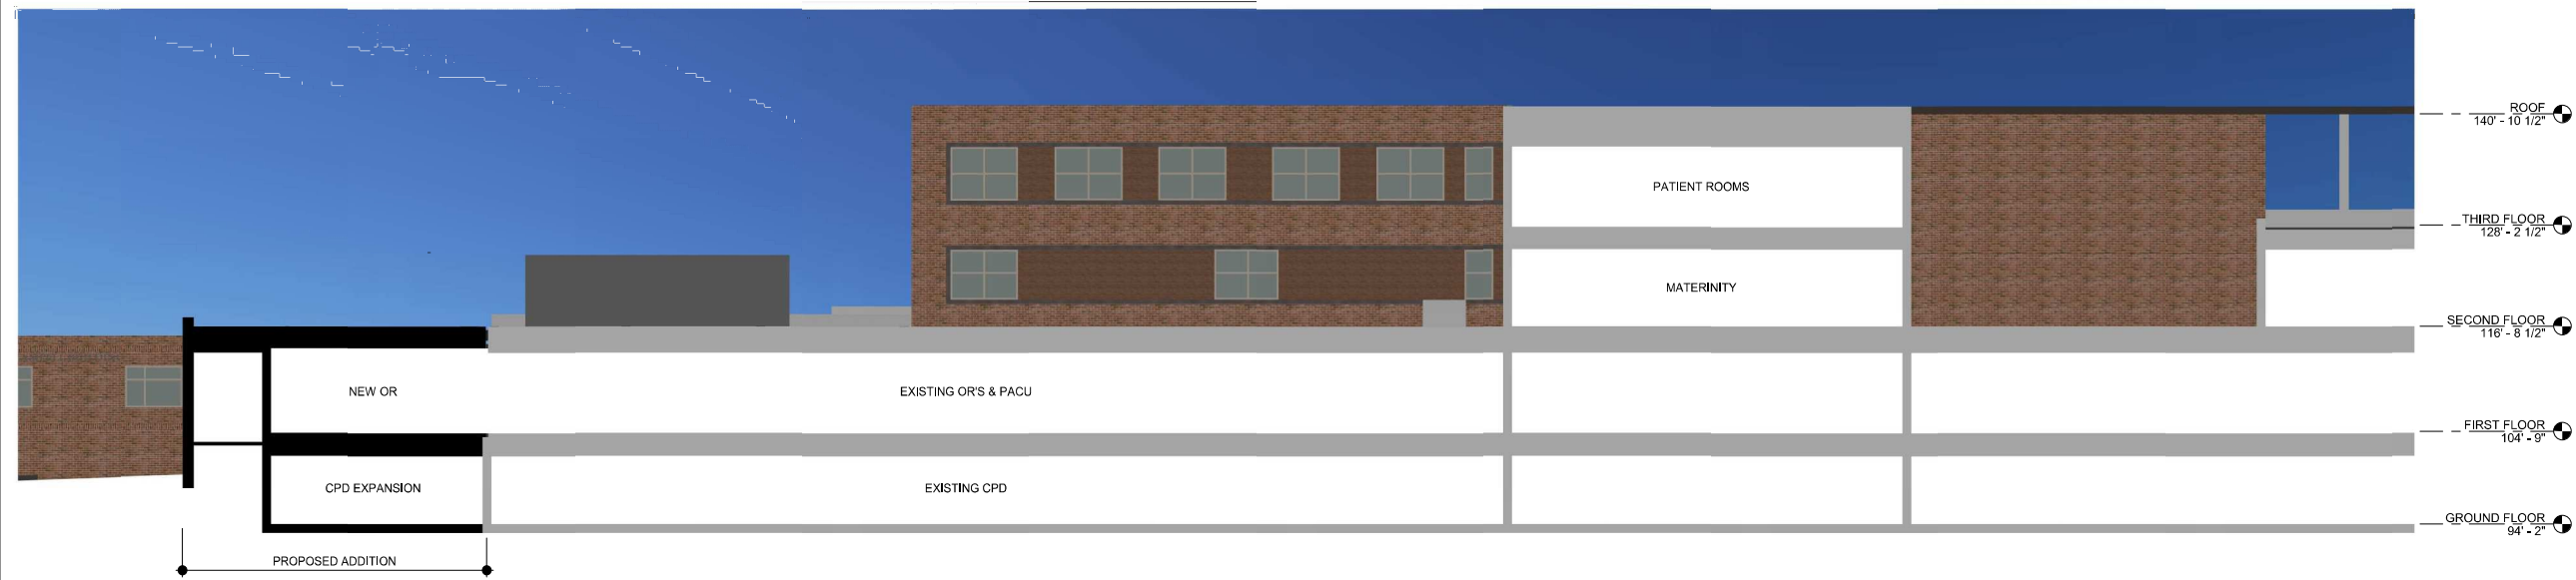 ROOF
140' - 10 1/2"
PATIENT ROOMS
THIRD FLOOR
128' - 2 1/2"
MATERINITY
SECOND FLOOR
116' - 8 1/2"
NEW OR
EXISTING OR'S & PACU
FIRST FLOOR
104' - 9"
CPD EXPANSION
EXISTING CPD
GROUND FLOOR
94' - 2"
PROPOSED ADDITION